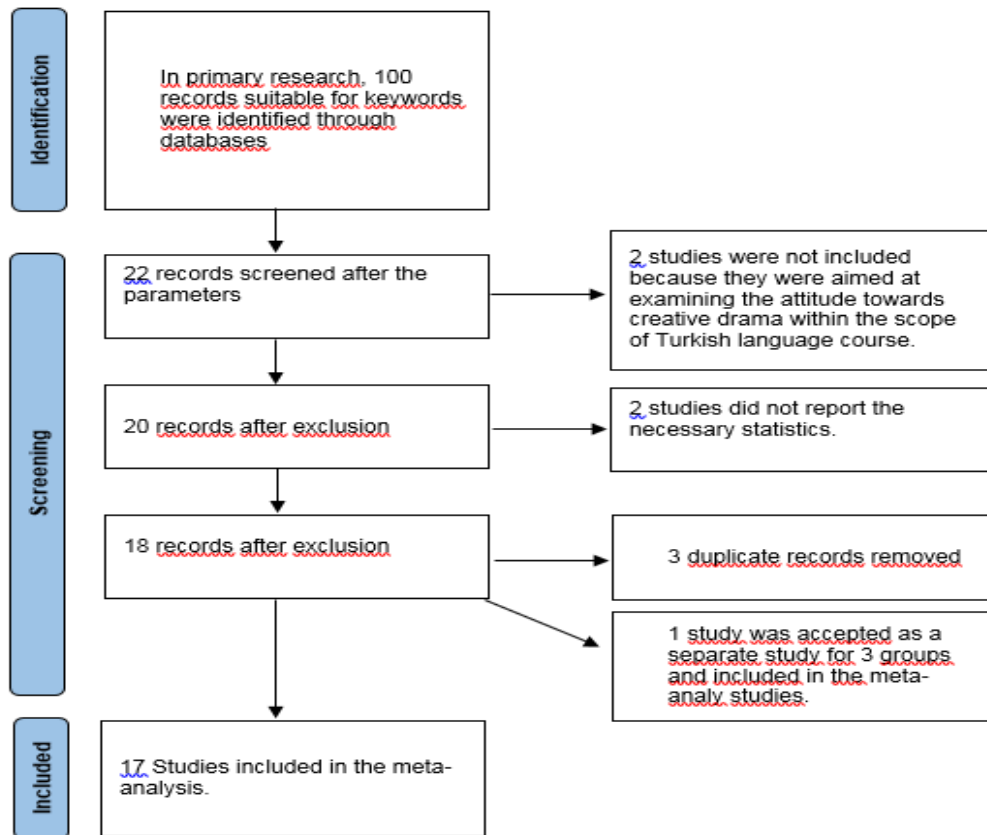 Identification
In primary research, 100
records suitable for keywords
were identified through
databases
Screening
22 records screened after the
parameters
2 studies were not included
because they were aimed at
examining the attitude towards
creative drama within the scope
of Turkish language course.
20 records after exclusion
2 studies did not report the
necessary statistics.
18 records after exclusion
3 duplicate records removed
1 study was accepted as a
separate study for 3 groups
and included in the meta-
analy studies.
Included
17 Studies included in the meta-
analysis.